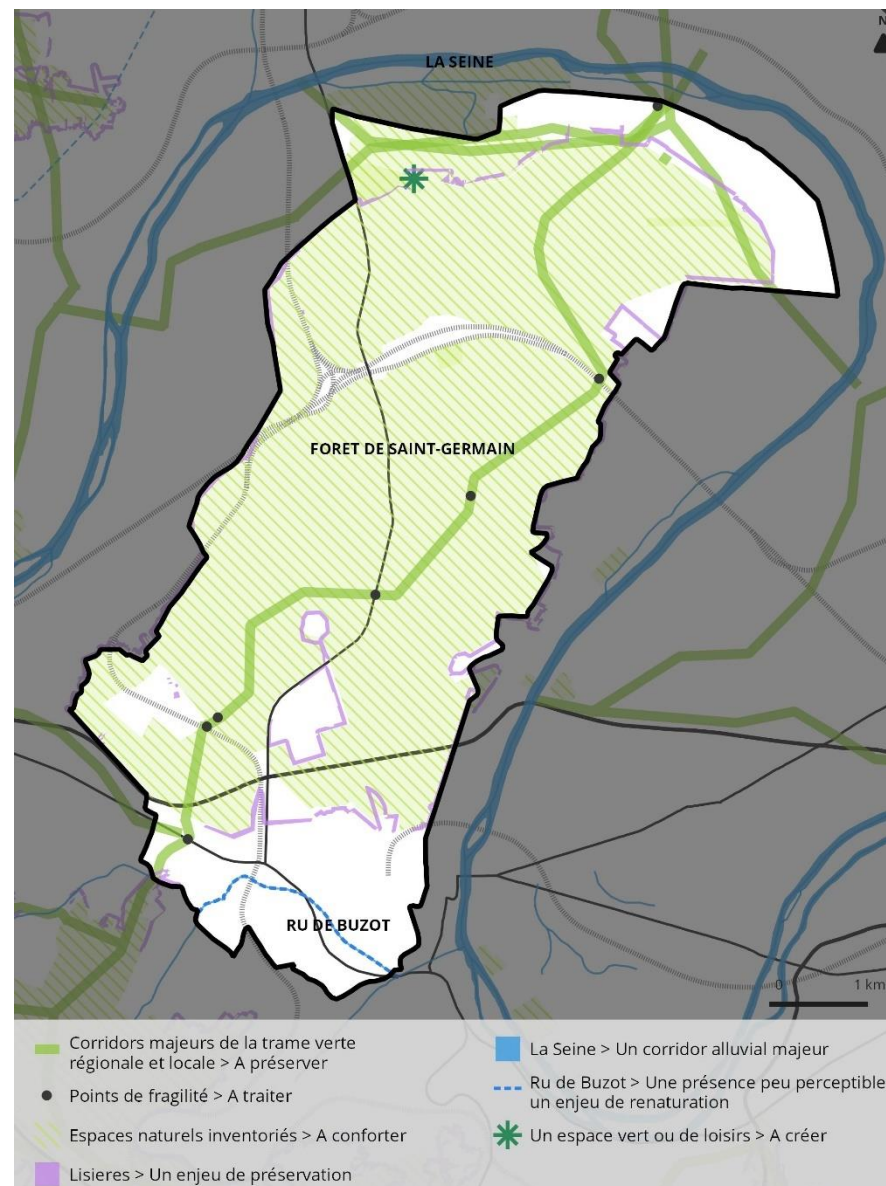 N
LA SEINE
FORET DE SAINT-GERMAIN
RU DE BUZOT
0 1 km
Corridors majeurs de la trame verte
régionale et locale > A préserver
Points de fragilité > A traiter
Espaces naturels inventoriés > A conforter
Lisieres > Un enjeu de préservation
La Seine > Un corridor alluvial majeur
Ru de Buzot > Une présence peu perceptible
un enjeu de renaturation
Un espace vert ou de loisirs > A créer